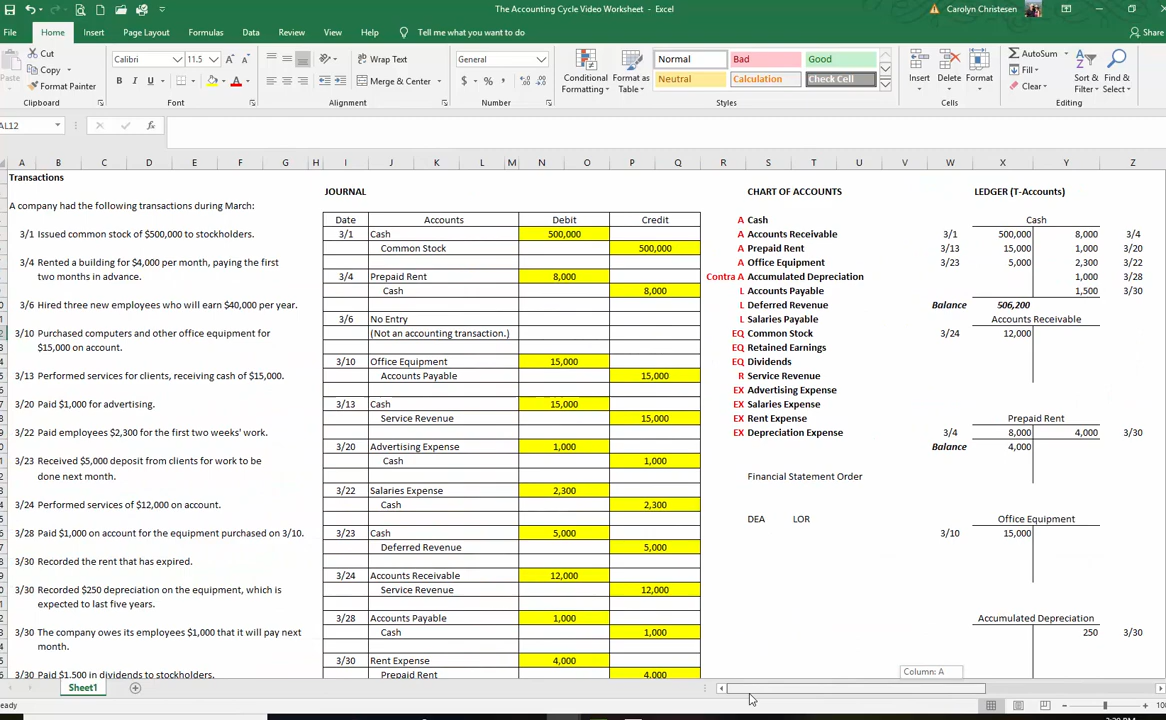 The Accounting Cycle Video Worksheet - Excel
Carolyn Christesen
File Home Insert Page Layout Formulas Data Review View Help Tell me what you want to do Share
Cut
Copy
Format Painter
Paste
Clipboard
Calibri 11.5
Font
Wrap Text
Merge & Center
Alignment
General
Number
Conditional Formatting
Format as Table
Normal Bad Good
Neutral Calculation Check Cell
Styles
Insert Delete Format
Cells
AutoSum
Fill
Clear
Sort & Filter
Find & Select
Editing
AL12
fx
A B C D E F G H I J K L M N O P Q R S T U V W X Y Z
Transactions
A company had the following transactions during March:
3/1 Issued common stock of $500,000 to stockholders.
3/4 Rented a building for $4,000 per month, paying the first
two months in advance.
3/6 Hired three new employees who will earn $40,000 per year.
3/10 Purchased computers and other office equipment for
$15,000 on account.
3/13 Performed services for clients, receiving cash of $15,000.
3/20 Paid $1,000 for advertising.
3/22 Paid employees $2,300 for the first two weeks' work.
3/23 Received $5,000 deposit from clients for work to be
done next month.
3/24 Performed services of $12,000 on account.
3/28 Paid $1,000 on account for the equipment purchased on 3/10.
3/30 Recorded the rent that has expired.
3/30 Recorded $250 depreciation on the equipment, which is
expected to last five years.
3/30 The company owes its employees $1,000 that it will pay next
month.
3/30 Paid $1,500 in dividends to stockholders.
JOURNAL
Date Accounts Debit Credit
3/1 Cash 500,000
Common Stock 500,000
3/4 Prepaid Rent 8,000
Cash 8,000
3/6 No Entry
(Not an accounting transaction.)
3/10 Office Equipment 15,000
Accounts Payable 15,000
3/13 Cash 15,000
Service Revenue 15,000
3/20 Advertising Expense 1,000
Cash 1,000
3/22 Salaries Expense 2,300
Cash 2,300
3/23 Cash 5,000
Deferred Revenue 5,000
3/24 Accounts Receivable 12,000
Service Revenue 12,000
3/28 Accounts Payable 1,000
Cash 1,000
3/30 Rent Expense 4,000
Prepaid Rent 4,000
CHART OF ACCOUNTS
A Cash
A Accounts Receivable
A Prepaid Rent
A Office Equipment
Contra A Accumulated Depreciation
L Accounts Payable
L Deferred Revenue
L Salaries Payable
EQ Common Stock
EQ Retained Earnings
EQ Dividends
R Service Revenue
EX Advertising Expense
EX Salaries Expense
EX Rent Expense
EX Depreciation Expense
Financial Statement Order
DEA LOR
LEDGER (T-Accounts)
Cash
3/1 500,000 8,000 3/4
3/13 15,000 1,000 3/20
3/23 5,000 2,300 3/22
1,000 3/28
1,500 3/30
Balance 506,200
Accounts Receivable
3/24 12,000
Prepaid Rent
3/4 8,000 4,000 3/30
Balance 4,000
Office Equipment
3/10 15,000
Accumulated Depreciation
250 3/30
Column: A
Sheet1